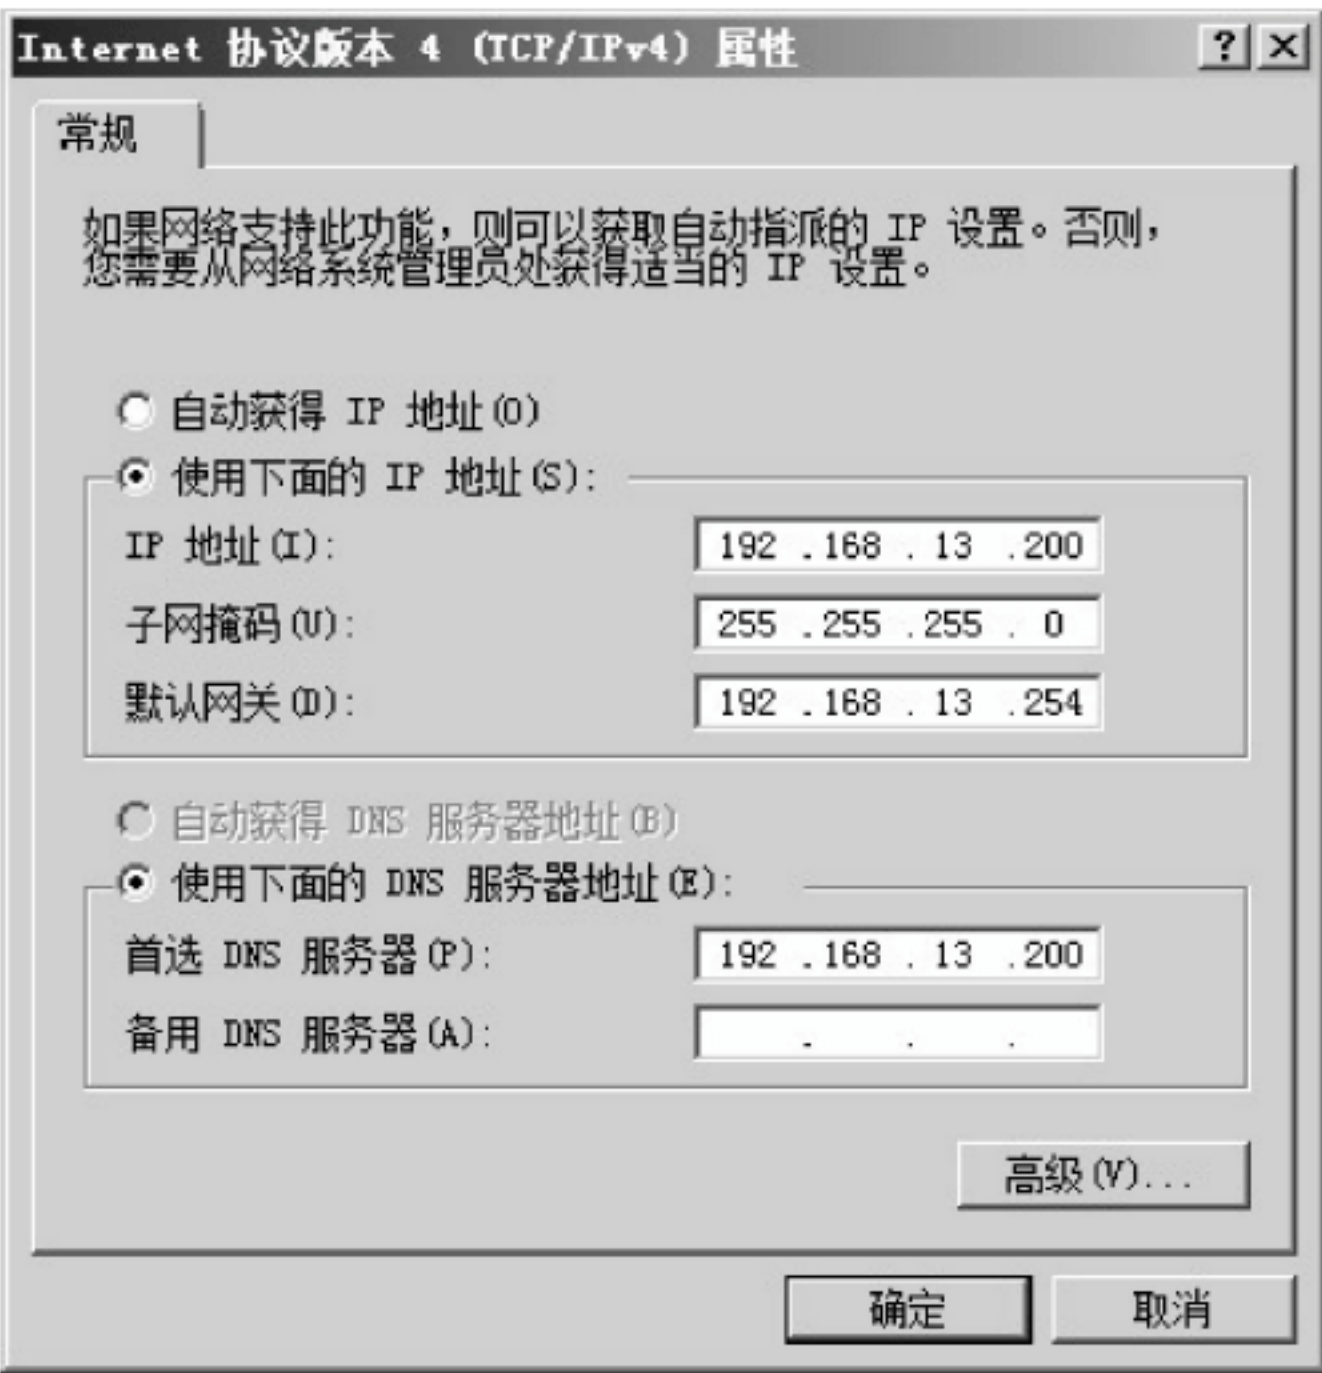 Internet 协议版本 4 (TCP/IPv4) 属性
常规
如果网络支持此功能，则可以获取自动指派的 IP 设置。否则，
您需要从网络系统管理员处获得适当的 IP 设置。
自动获得 IP 地址(O)
使用下面的 IP 地址(S):
IP 地址(I): 192 .168 . 13 .200
子网掩码(U): 255 .255 .255 . 0
默认网关(D): 192 .168 . 13 .254
自动获得 DNS 服务器地址(B)
使用下面的 DNS 服务器地址(E):
首选 DNS 服务器(P): 192 .168 . 13 .200
备用 DNS 服务器(A): . . .
高级(V)...
确定 取消